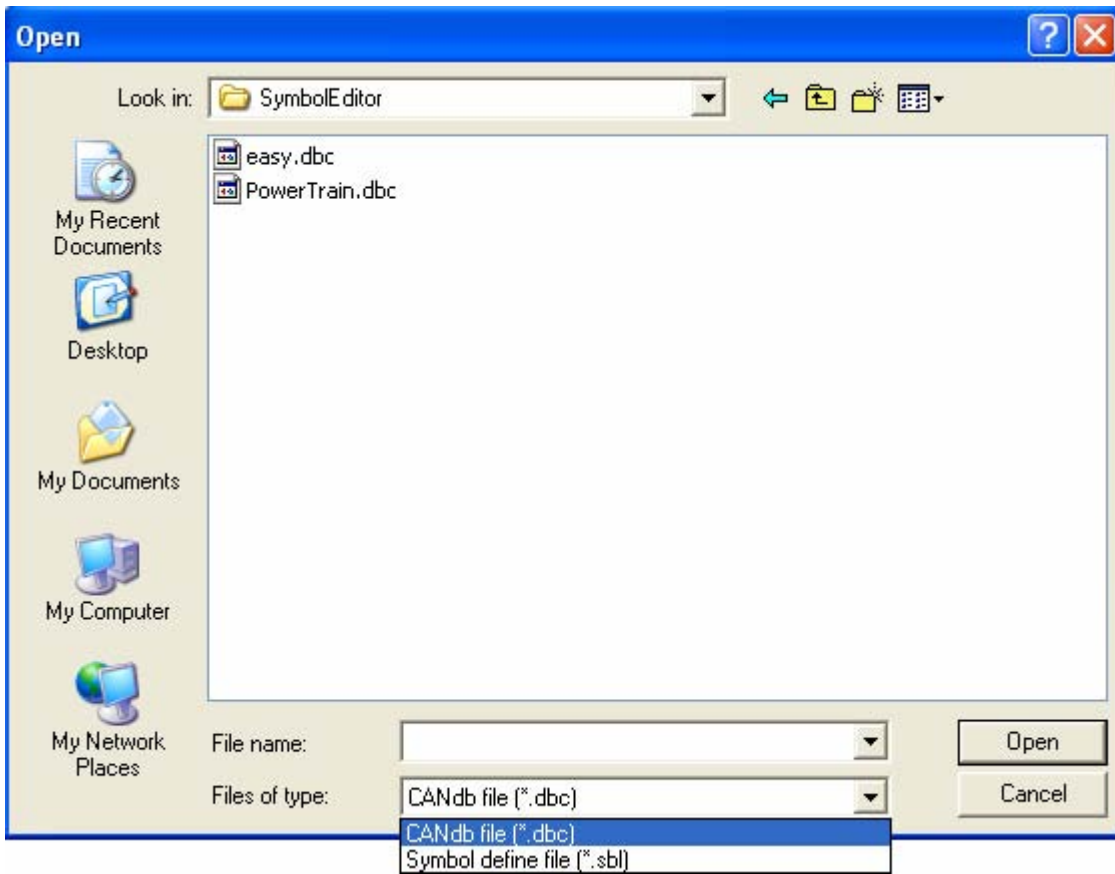 Open
Look in: SymbolEditor
easy.dbc
PowerTrain.dbc
My Recent
Documents
Desktop
My Documents
My Computer
My Network
Places
File name:
Open
Files of type: CANdb file (*.dbc)
Cancel
CANdb file (*.dbc)
Symbol define file (*.sbl)